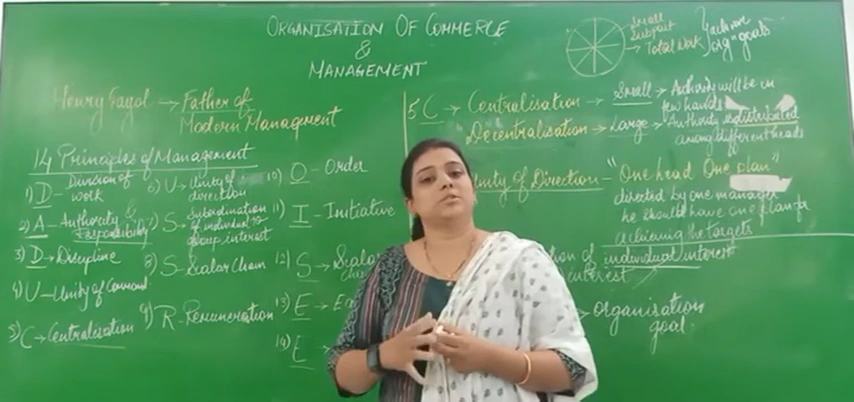 ORGANISATION OF COMMERCE
&
MANAGEMENT
Small
Subpart
→ Total Work
achieve
orgn goals
Henry Fayol → Father of
Modern Management
14 Principles of Management
1) D - Division of
work
2) A - Authority &
Responsibility
3) D → Discipline
4) U - Unity of Command
5) C → Centralisation
6) U → Unity of
direction
7) S - Subordination
of individual to
group interest
8) S - Scalar Chain
9) R - Remuneration
10) O - Order
11) I - Initiative
12) S → Scalar
13) E →
14) E →
5 C → Centralisation → Small → Authority will be in
few hands
Decentralisation → Large → Authority is distributed
among different heads
Unity of Direction - "One head One plan"
directed by one manager
he should have one plan for
achieving the targets
of individual interest
interest
→ Organisation
goal